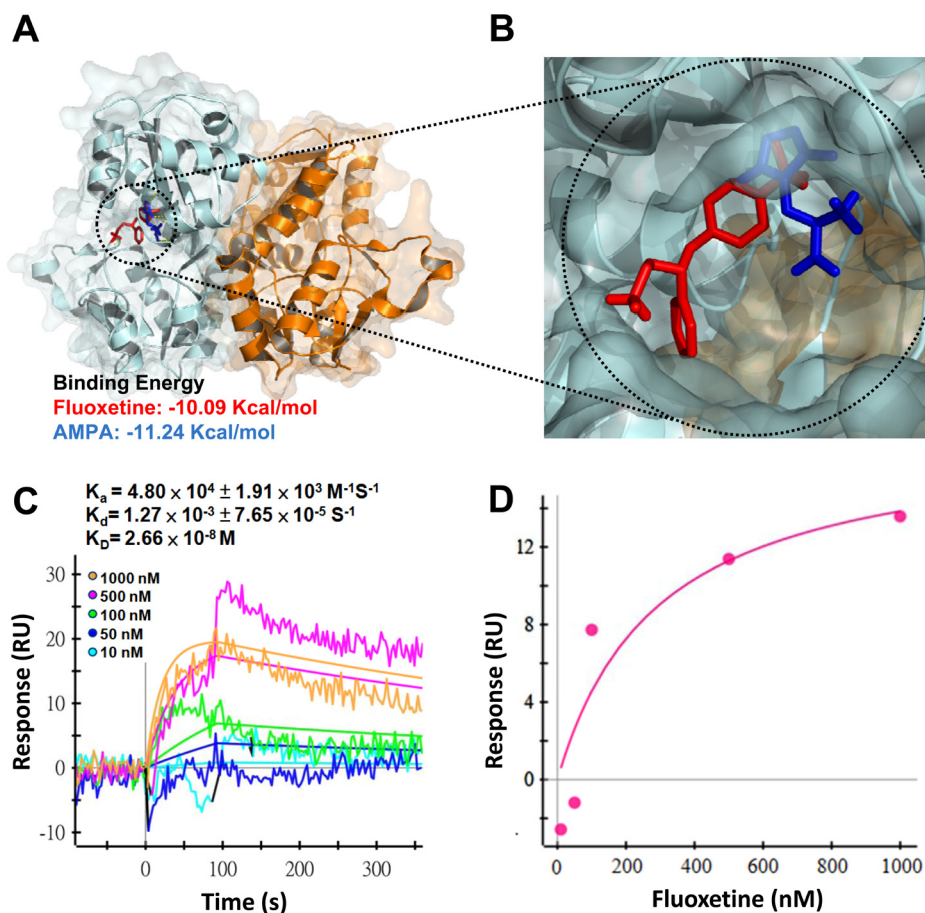 A
B
Binding Energy
Fluoxetine: -10.09 Kcal/mol
AMPA: -11.24 Kcal/mol
C
Kₐ = 4.80 × 10⁴ ± 1.91 × 10³ M⁻¹S⁻¹
K_d = 1.27 × 10⁻³ ± 7.65 × 10⁻⁵ S⁻¹
K_D= 2.66 × 10⁻⁸ M
1000 nM
500 nM
100 nM
50 nM
10 nM
Response (RU)
30
20
10
0
-10
0
100
200
300
Time (s)
D
Response (RU)
12
8
4
0
0
200
400
600
800
1000
Fluoxetine (nM)